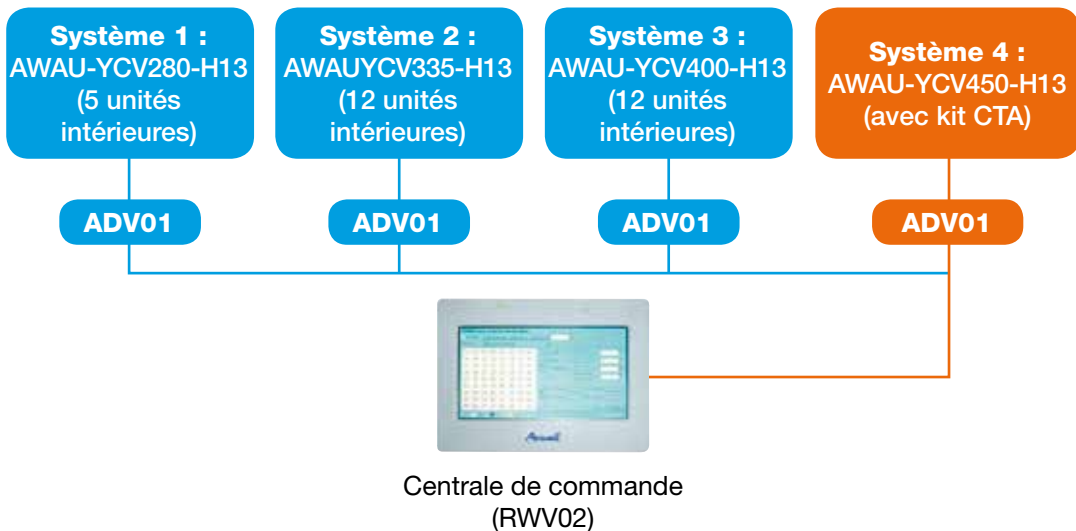 Système 1 :
AWAU-YCV280-H13
(5 unités
intérieures)
Système 2 :
AWAUYCV335-H13
(12 unités
intérieures)
Système 3 :
AWAU-YCV400-H13
(12 unités
intérieures)
Système 4 :
AWAU-YCV450-H13
(avec kit CTA)
ADV01
ADV01
ADV01
ADV01
Airwell
Centrale de commande
(RWV02)